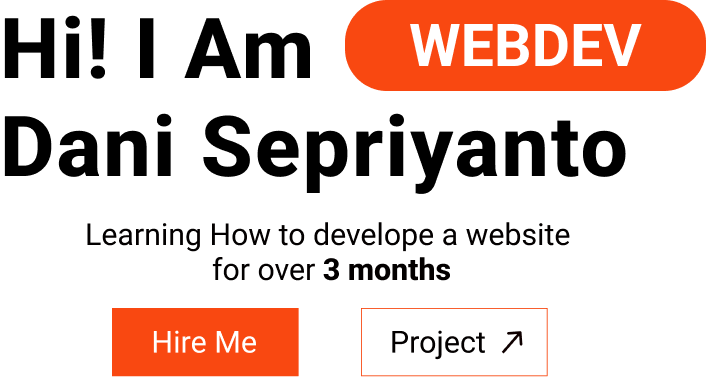 Hi! I Am WEBDEV
Dani Sepriyanto
Learning How to develope a website
for over 3 months
Hire Me
Project